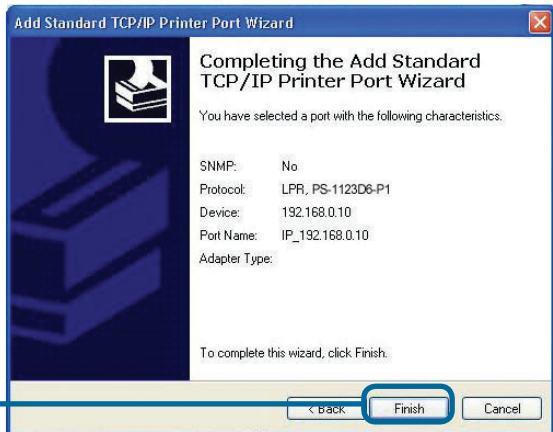 Add Standard TCP/IP Printer Port Wizard
Completing the Add Standard
TCP/IP Printer Port Wizard
You have selected a port with the following characteristics.
SNMP: No
Protocol: LPR, PS-1123D6-P1
Device: 192.168.0.10
Port Name: IP_192.168.0.10
Adapter Type:
To complete this wizard, click Finish.
< Back Finish Cancel